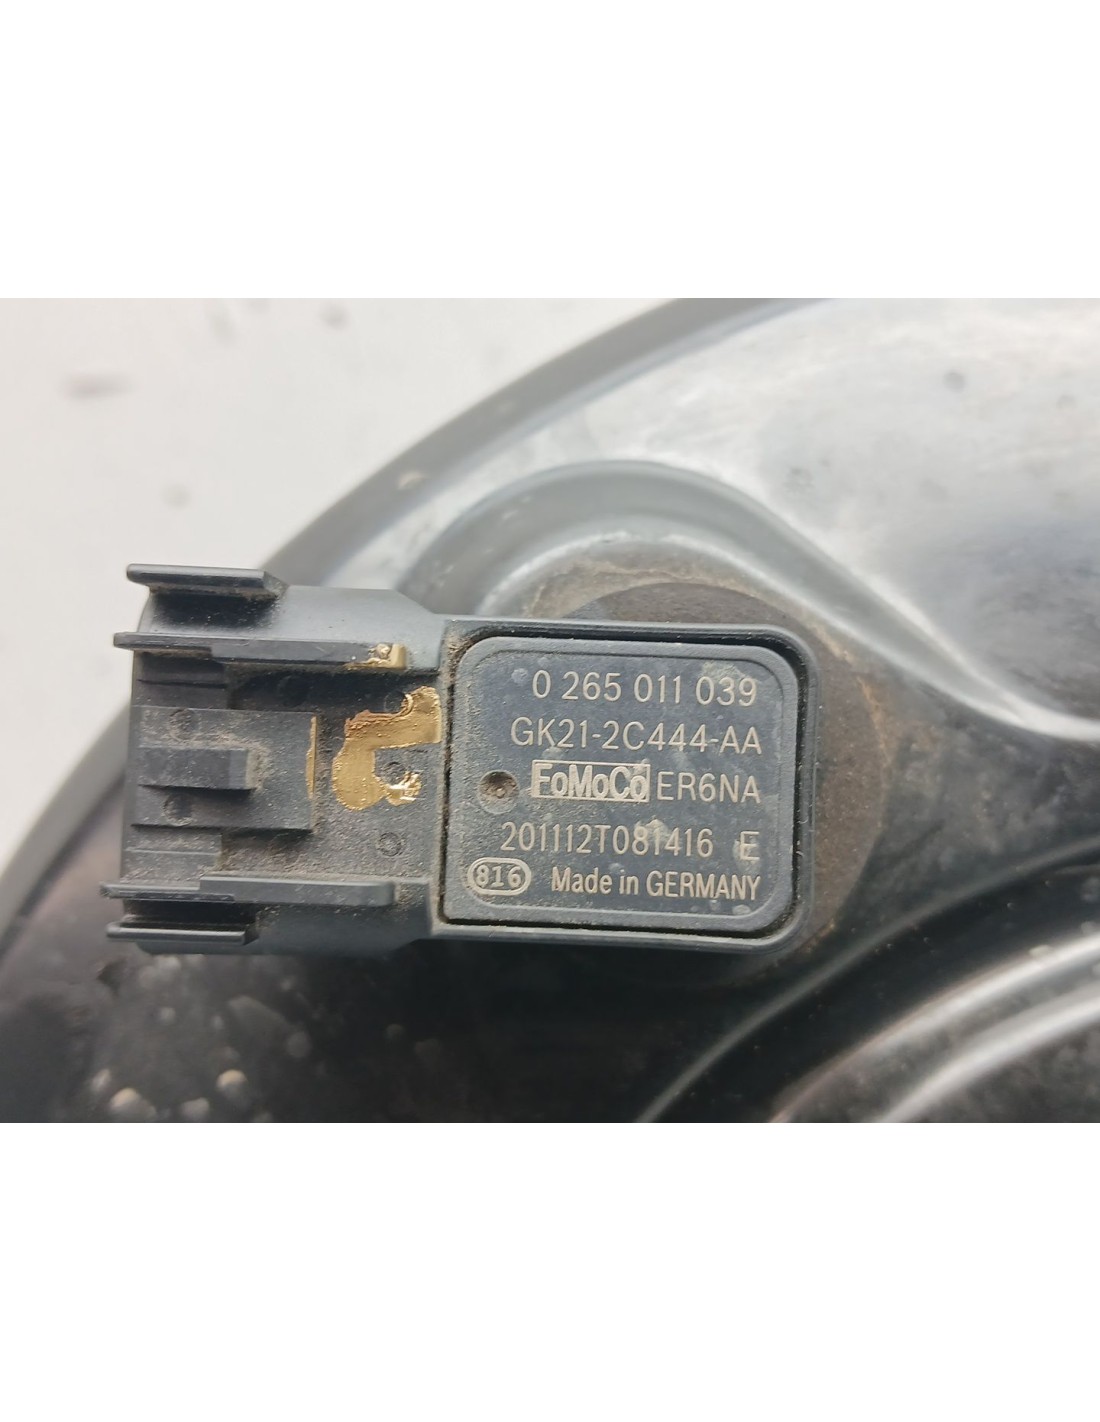 0 265 011 039
GK21-2C444-AA
FoMoCo ER6NA
201112T081416 E
816 Made in GERMANY